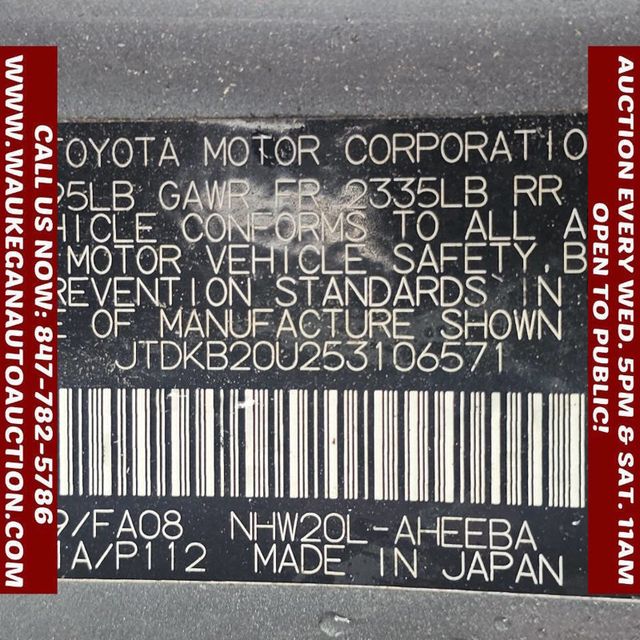 WWW.WAUKEGANAUTOAUCTION.COM
CALL US NOW: 847-782-5786
TOYOTA MOTOR CORPORATIO
95LB GAWR FR 2335LB RR
HICLE CONFORMS TO ALL A
MOTOR VEHICLE SAFETY, B
REVENTION STANDARDS IN
E OF MANUFACTURE SHOWN
JTDKB20U253106571
9/FA08 NHW20L-AHEEBA
1A/P112 MADE IN JAPAN
AUCTION EVERY WED. 5PM & SAT. 11AM
OPEN TO PUBLIC!